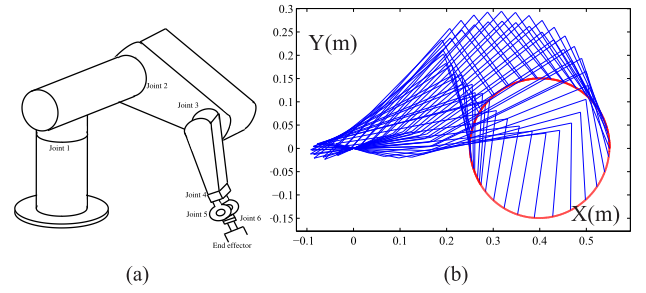 Joint 2
Joint 3
Joint 1
Joint 4
Joint 5
Joint 6
End effector
(a)
Y(m)
0.3
0.25
0.2
0.15
0.1
0.05
0
-0.05
-0.1
-0.15
X(m)
−0.1 0 0.1 0.2 0.3 0.4 0.5
(b)